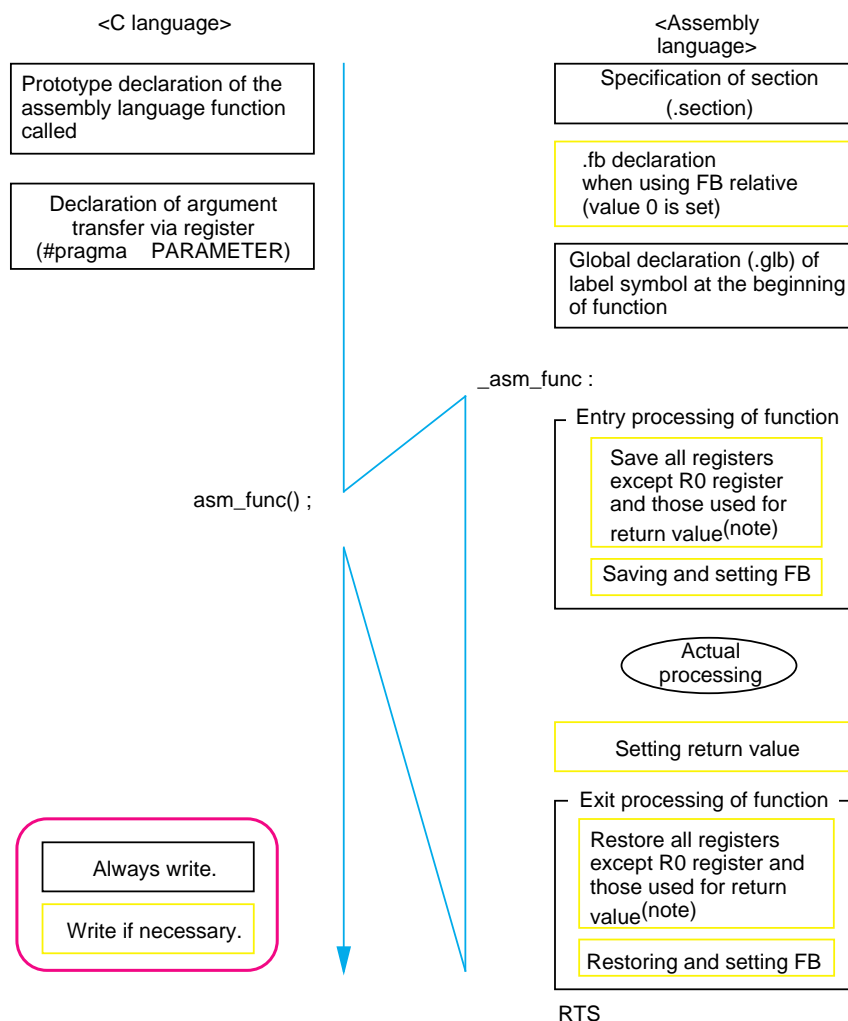 <C language>
Prototype declaration of the
assembly language function
called
Declaration of argument
transfer via register
(#pragma PARAMETER)
asm_func() ;
Always write.
Write if necessary.
<Assembly
language>
Specification of section
(.section)
.fb declaration
when using FB relative
(value 0 is set)
Global declaration (.glb) of
label symbol at the beginning
of function
_asm_func :
Entry processing of function
Save all registers
except R0 register
and those used for
return value(note)
Saving and setting FB
Actual
processing
Setting return value
Exit processing of function
Restore all registers
except R0 register and
those used for return
value(note)
Restoring and setting FB
RTS